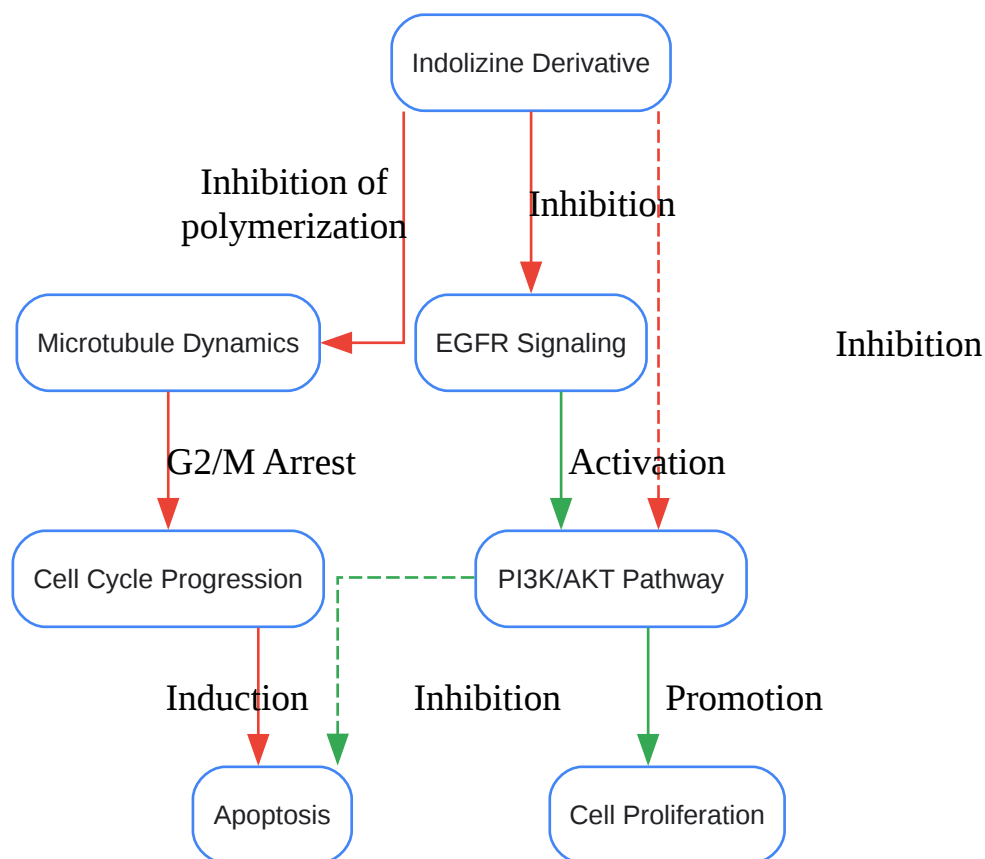 Indolizine Derivative
Inhibition of
polymerization
Inhibition
Microtubule Dynamics
EGFR Signaling
Inhibition
G2/M Arrest
Activation
Cell Cycle Progression
PI3K/AKT Pathway
Induction
Inhibition
Promotion
Apoptosis
Cell Proliferation